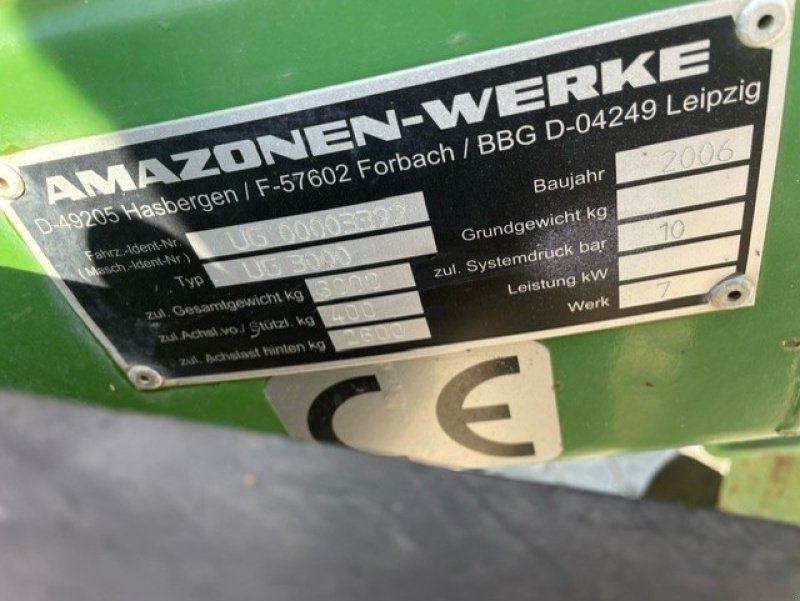 AMAZONEN-WERKE
D-49205 Hasbergen / F-57602 Forbach / BBG D-04249 Leipzig
Fahrz.-Ident-Nr. UG 00003392
(Masch.-Ident-Nr.)
Typ UG 3000
zul. Gesamtgewicht kg
zul. Achsl.vo./ Stützl. kg 400
zul. Achslast hinten kg
Baujahr 2006
Grundgewicht kg
zul. Systemdruck bar 10
Leistung kW
Werk 7
CE